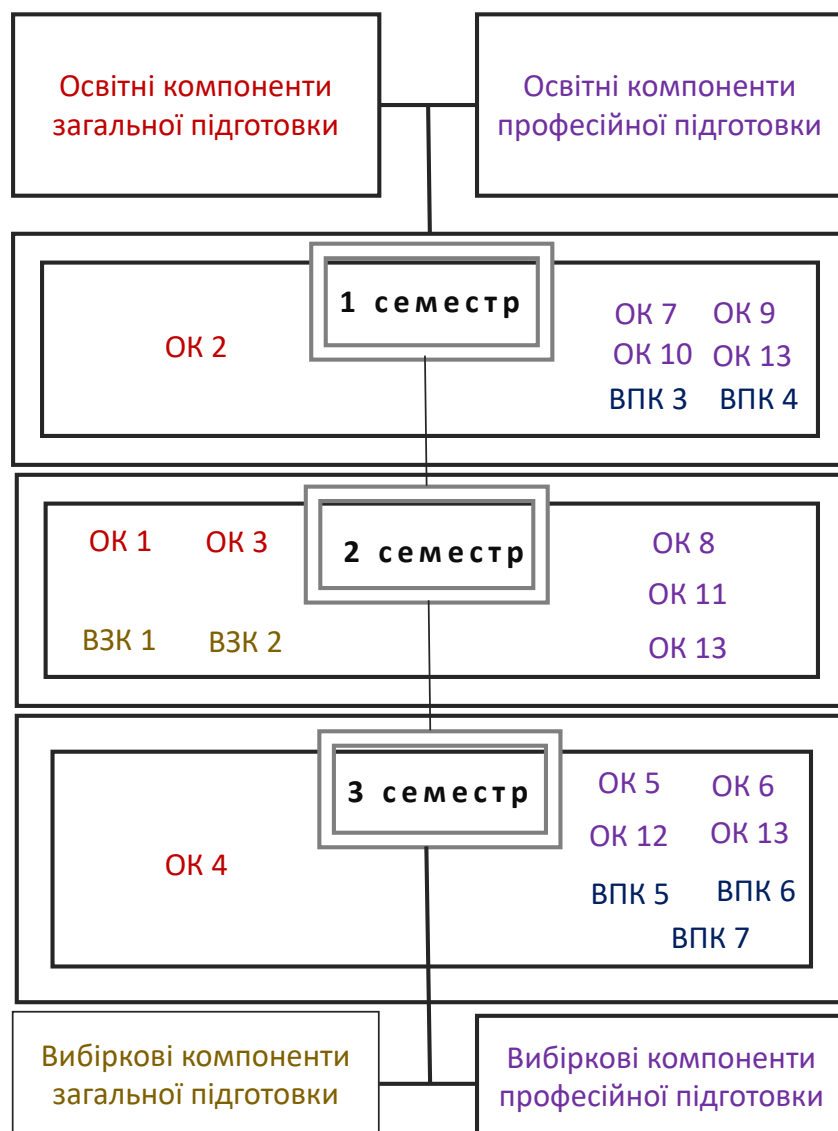 Освітні компоненти
загальної підготовки
Освітні компоненти
професійної підготовки
1 семестр
ОК 2
ОК 7 ОК 9
ОК 10 ОК 13
ВПК 3 ВПК 4
2 семестр
ОК 1 ОК 3
ВЗК 1 ВЗК 2
ОК 8
ОК 11
ОК 13
3 семестр
ОК 4
ОК 5 ОК 6
ОК 12 ОК 13
ВПК 5 ВПК 6
ВПК 7
Вибіркові компоненти
загальної підготовки
Вибіркові компоненти
професійної підготовки